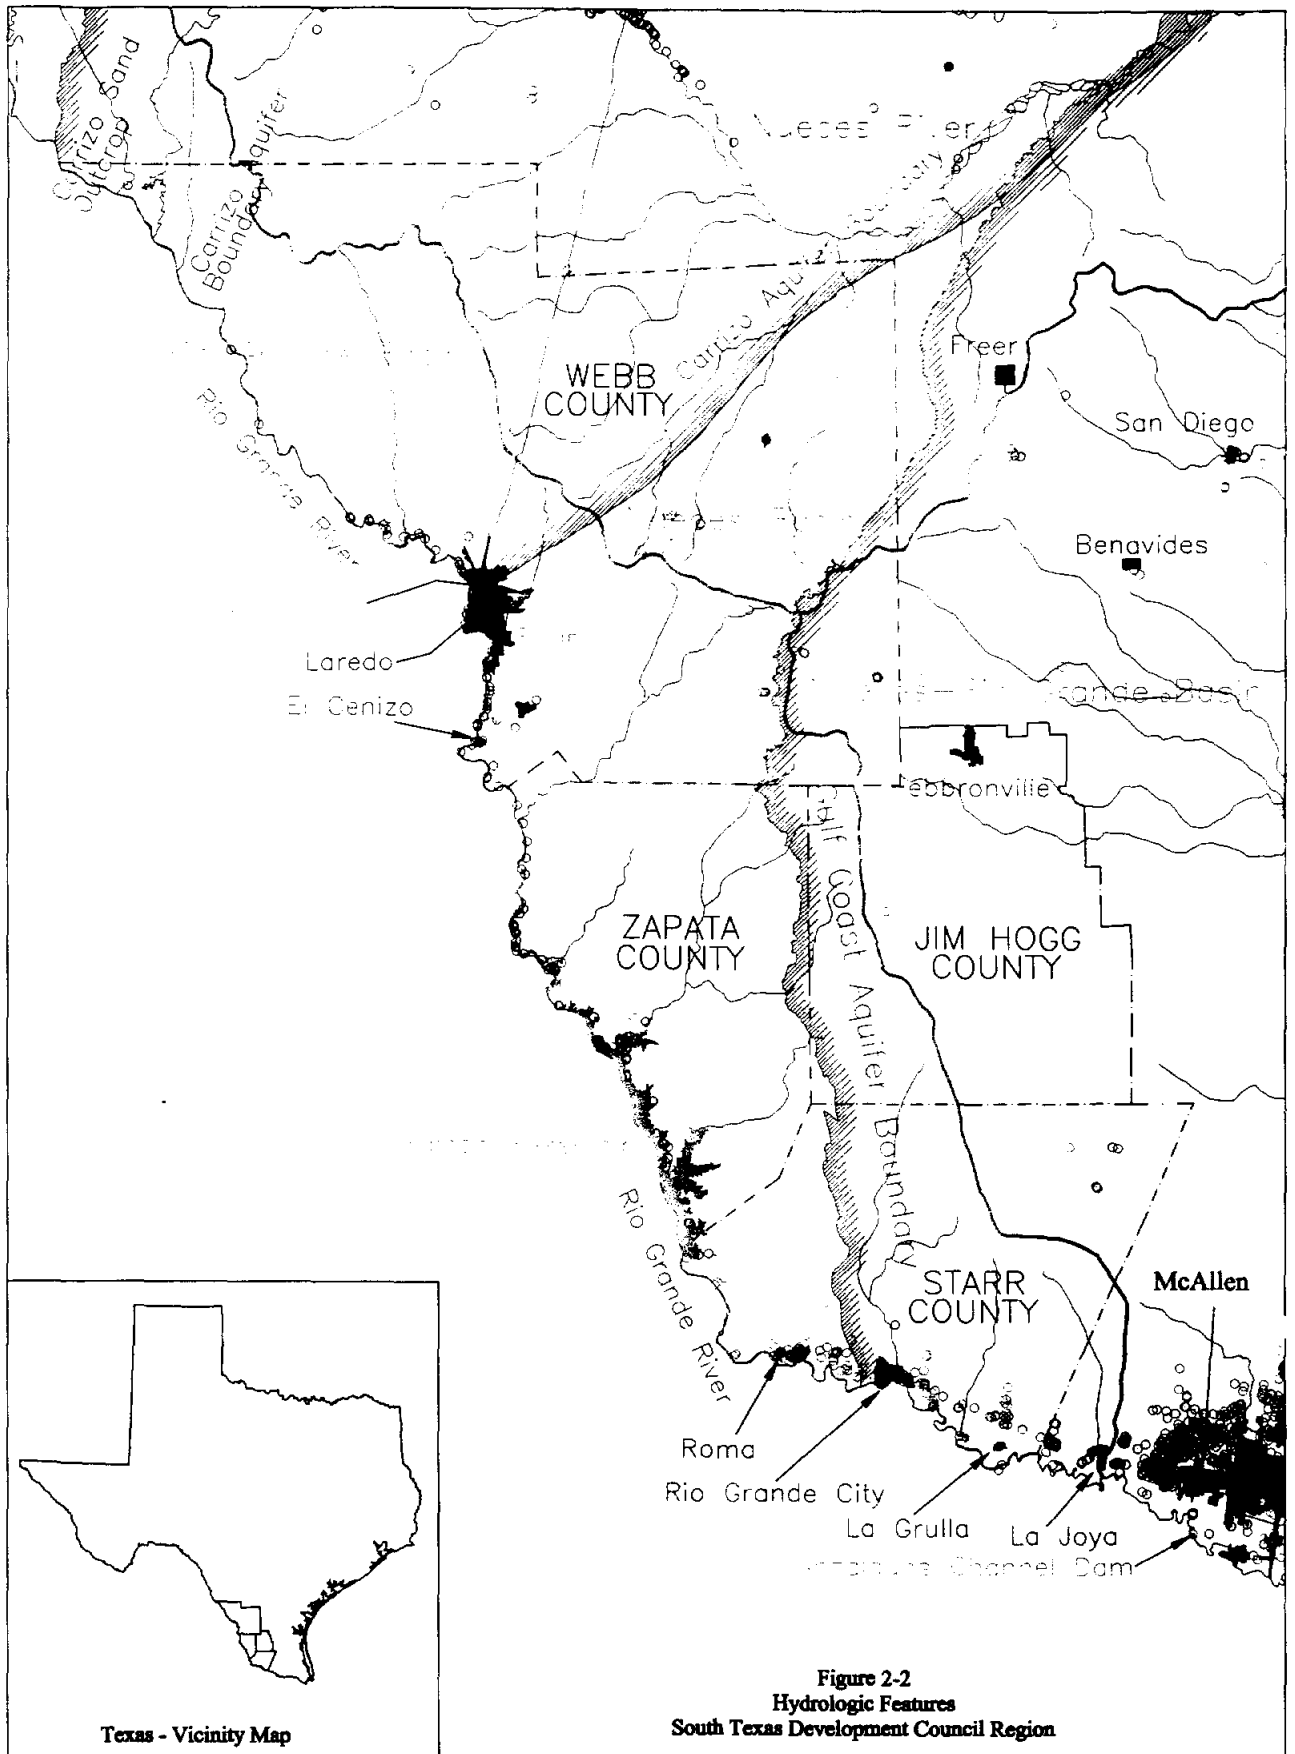 Carrizo Sand
Outcrop
Carrizo Aquifer
Boundary
River
Carrizo Aquifer Boundary
Freer
WEBB
COUNTY
San Diego
Rio Grande River
Benavides
Laredo
El Cenizo
Grande Basin
ebbronville
Gulf Coast Aquifer Boundary
ZAPATA
COUNTY
JIM HOGG
COUNTY
Rio Grande River
STARR
COUNTY
McAllen
Roma
Rio Grande City
La Grulla
La Joya
Channel Dam
Texas - Vicinity Map
Figure 2-2
Hydrologic Features
South Texas Development Council Region